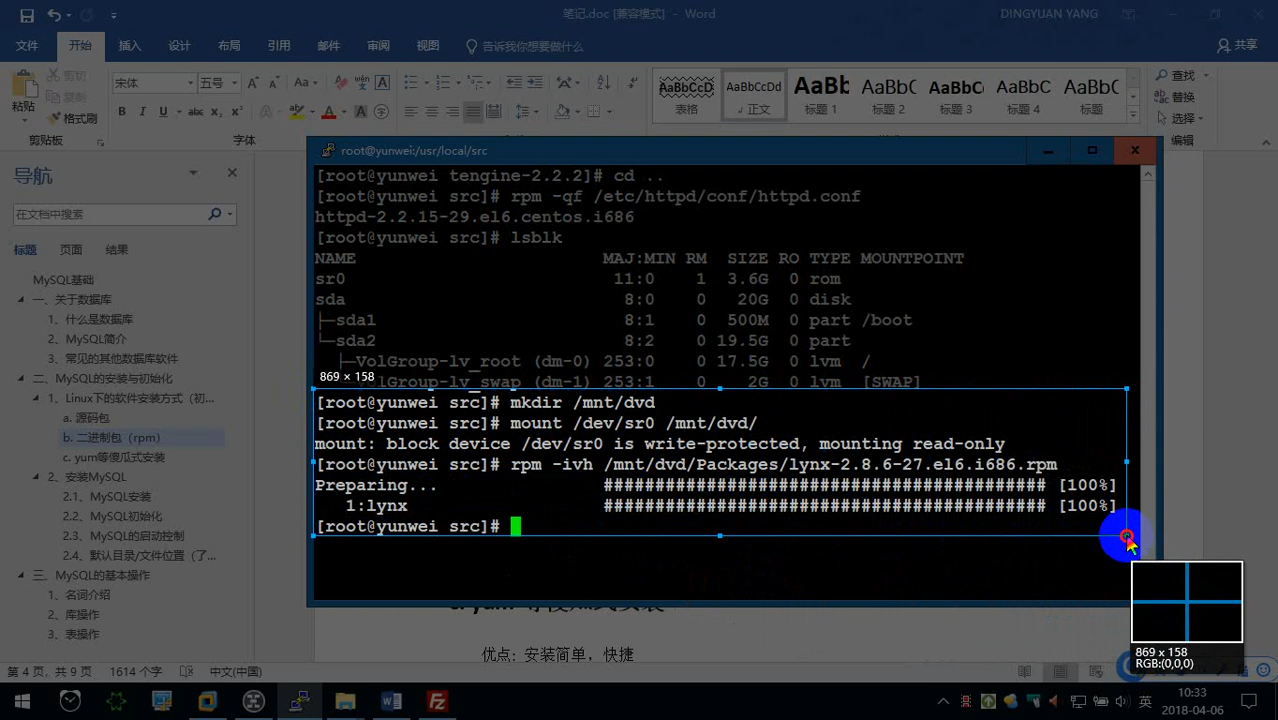 笔记.doc [兼容模式] - Word
DINGYUAN YANG
文件
开始
插入
设计
布局
引用
邮件
审阅
视图
告诉我你想要做什么
共享
粘贴
剪切
复制
格式刷
宋体
五号
B I U abc x₂ x²
AaBbCcDd AaBbCcDd AaBb AaBbC AaBbC AaBbC AaBbC
表格 正文 标题 1 标题 2 标题 3 标题 4 标题
查找
替换
选择
剪贴板
字体
编辑
导航
在文档中搜索
标题 页面 结果
MySQL基础
一、关于数据库
1、什么是数据库
2、MySQL简介
3、常见的其他数据库软件
二、MySQL的安装与初始化
1、Linux下的软件安装方式（初...
a. 源码包
b. 二进制包（rpm）
c. yum等傻瓜式安装
2、安装MySQL
2.1、MySQL安装
2.2、MySQL初始化
2.3、MySQL的启动控制
2.4、默认目录/文件位置（了...
三、MySQL的基本操作
1、名词介绍
2、库操作
3、表操作
root@yunwei:/usr/local/src
[root@yunwei tengine-2.2.2]# cd ..
[root@yunwei src]# rpm -qf /etc/httpd/conf/httpd.conf
httpd-2.2.15-29.el6.centos.i686
[root@yunwei src]# lsblk
NAME MAJ:MIN RM SIZE RO TYPE MOUNTPOINT
sr0 11:0 1 3.6G 0 rom
sda 8:0 0 20G 0 disk
├─sda1 8:1 0 500M 0 part /boot
└─sda2 8:2 0 19.5G 0 part
├─VolGroup-lv_root (dm-0) 253:0 0 17.5G 0 lvm /
└─VolGroup-lv_swap (dm-1) 253:1 0 2G 0 lvm [SWAP]
869 × 158
[root@yunwei src]# mkdir /mnt/dvd
[root@yunwei src]# mount /dev/sr0 /mnt/dvd/
mount: block device /dev/sr0 is write-protected, mounting read-only
[root@yunwei src]# rpm -ivh /mnt/dvd/Packages/lynx-2.8.6-27.el6.i686.rpm
Preparing... ########################################### [100%]
1:lynx ########################################### [100%]
[root@yunwei src]#
优点：安装简单，快捷
869 x 158
RGB:(0,0,0)
第 4 页，共 9 页 1614 个字 中文(中国)
英
10:33
2018-04-06